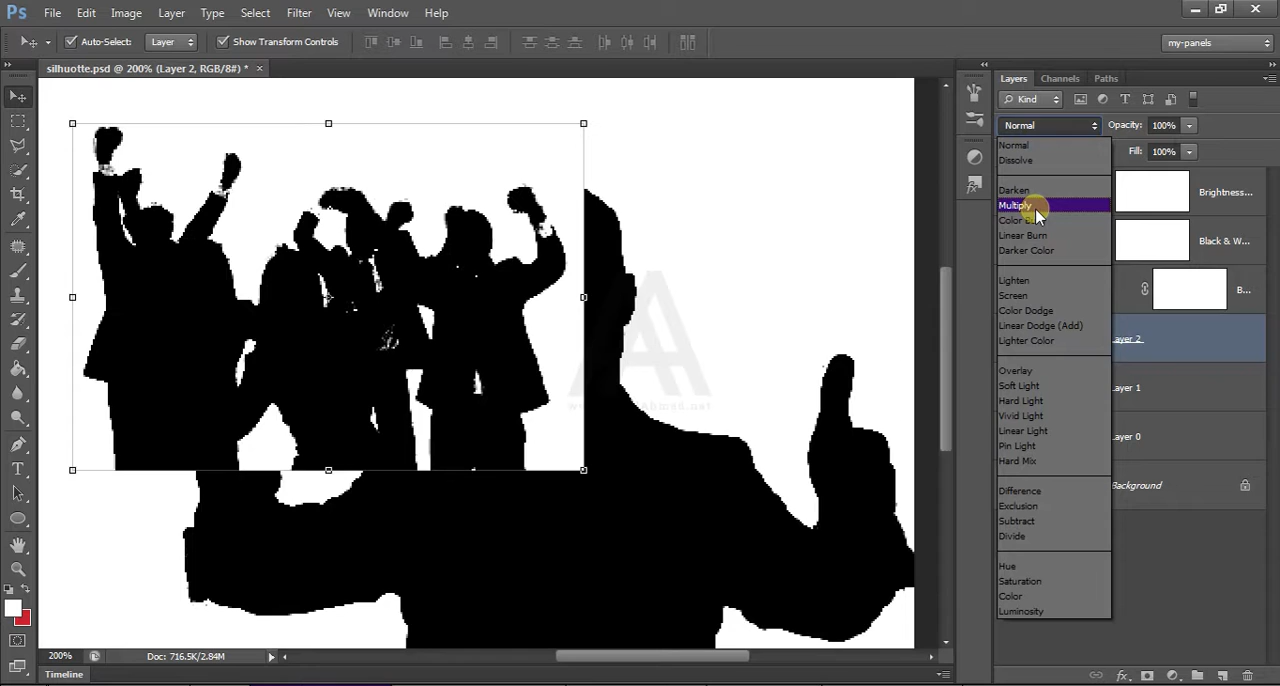 Ps File Edit Image Layer Type Select Filter View Window Help
Auto-Select: Layer Show Transform Controls my-panels
silhuotte.psd @ 200% (Layer 2, RGB/8#) *
Layers Channels Paths
Kind
Normal Opacity: 100%
Fill: 100%
Normal
Dissolve
Darken
Multiply
Color
Linear Burn
Darker Color
Lighten
Screen
Color Dodge
Linear Dodge (Add)
Lighter Color
Overlay
Soft Light
Hard Light
Vivid Light
Linear Light
Pin Light
Hard Mix
Difference
Exclusion
Subtract
Divide
Hue
Saturation
Color
Luminosity
Brightness...
Black & W...
B...
ayer 2
ayer 1
ayer 0
Background
200% Doc: 716.5K/2.84M
Timeline